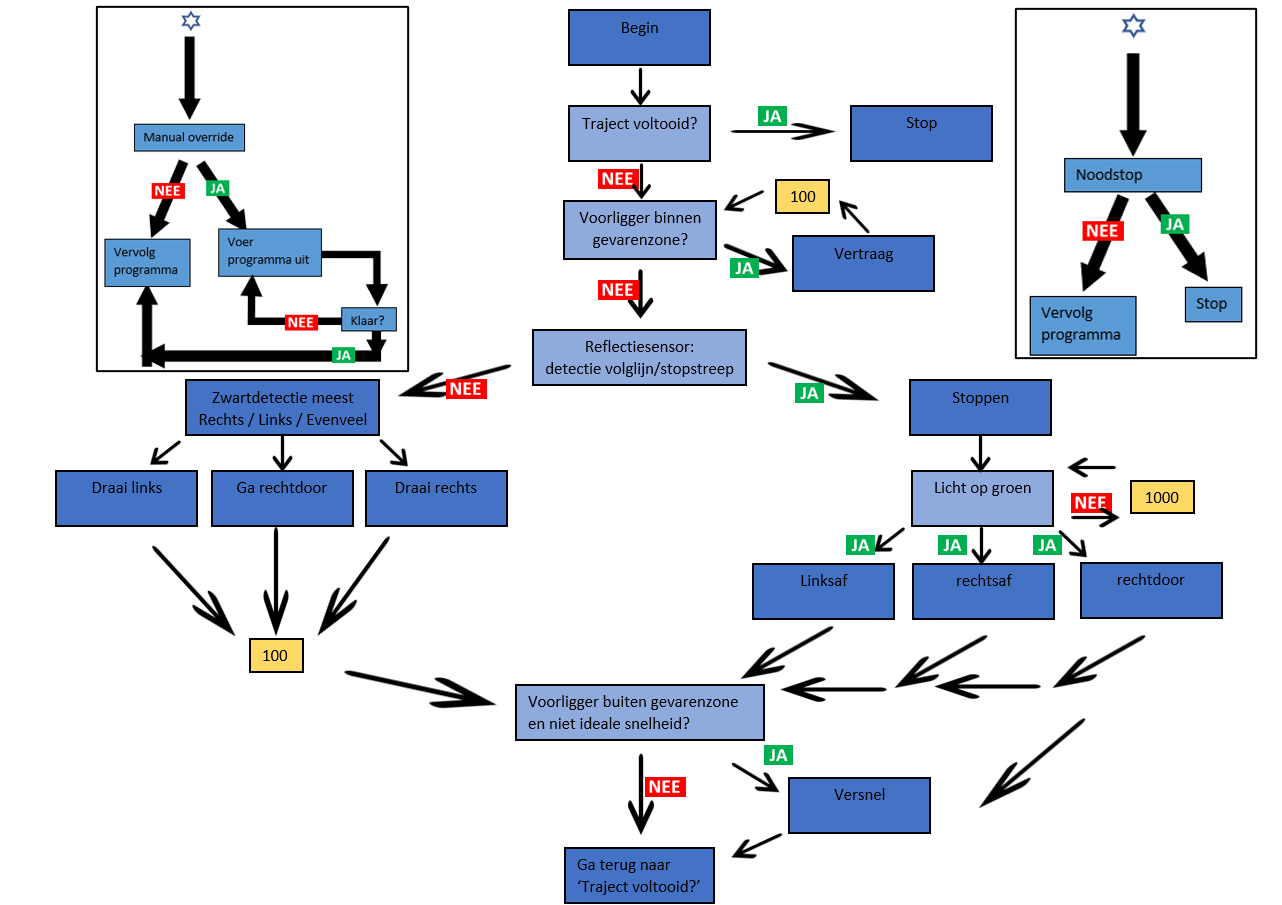 Begin
Traject voltooid?
JA
Stop
NEE
Voorligger binnen
gevarenzone?
100
JA
Vertraag
NEE
Reflectiesensor:
detectie volglijn/stopstreep
Manual override
NEE
JA
Vervolg
programma
Voer
programma uit
NEE
Klaar?
JA
Noodstop
NEE
JA
Vervolg
programma
Stop
NEE
JA
Zwartdetectie meest
Rechts / Links / Evenveel
Draai links
Ga rechtdoor
Draai rechts
100
Stoppen
Licht op groen
NEE
1000
JA
JA
JA
Linksaf
rechtsaf
rechtdoor
Voorligger buiten gevarenzone
en niet ideale snelheid?
JA
NEE
Versnel
Ga terug naar
‘Traject voltooid?’